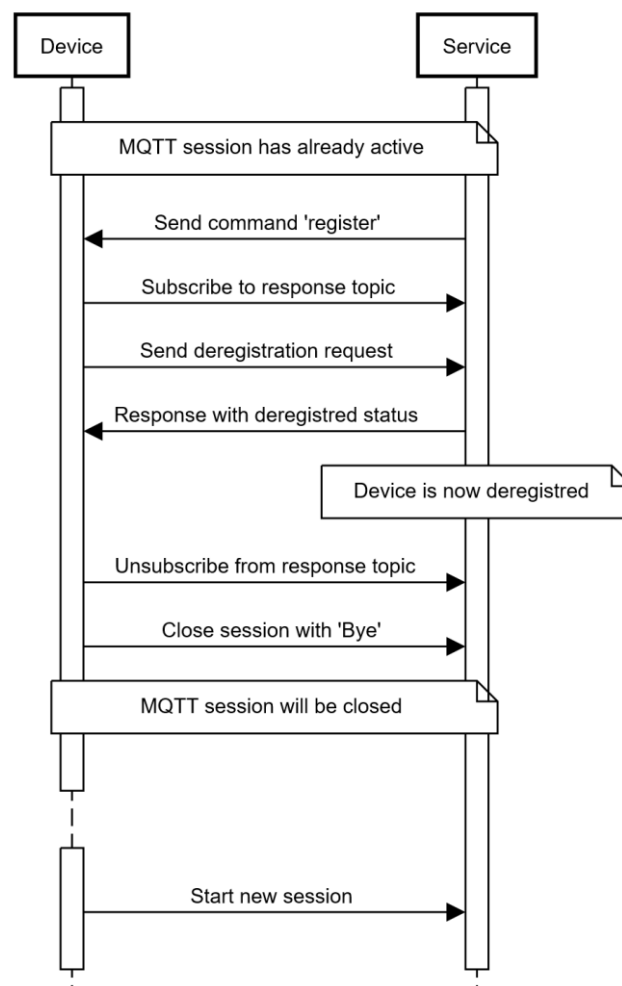 Device
Service
MQTT session has already active
Send command 'register'
Subscribe to response topic
Send deregistration request
Response with deregistred status
Device is now deregistred
Unsubscribe from response topic
Close session with 'Bye'
MQTT session will be closed
Start new session